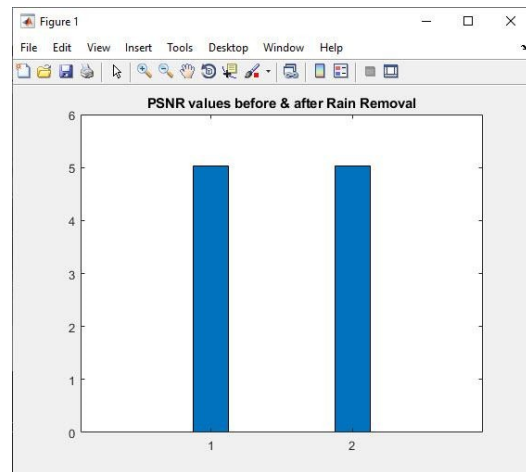 Figure 1
File Edit View Insert Tools Desktop Window Help
PSNR values before & after Rain Removal
6
5
4
3
2
1
0
1 2